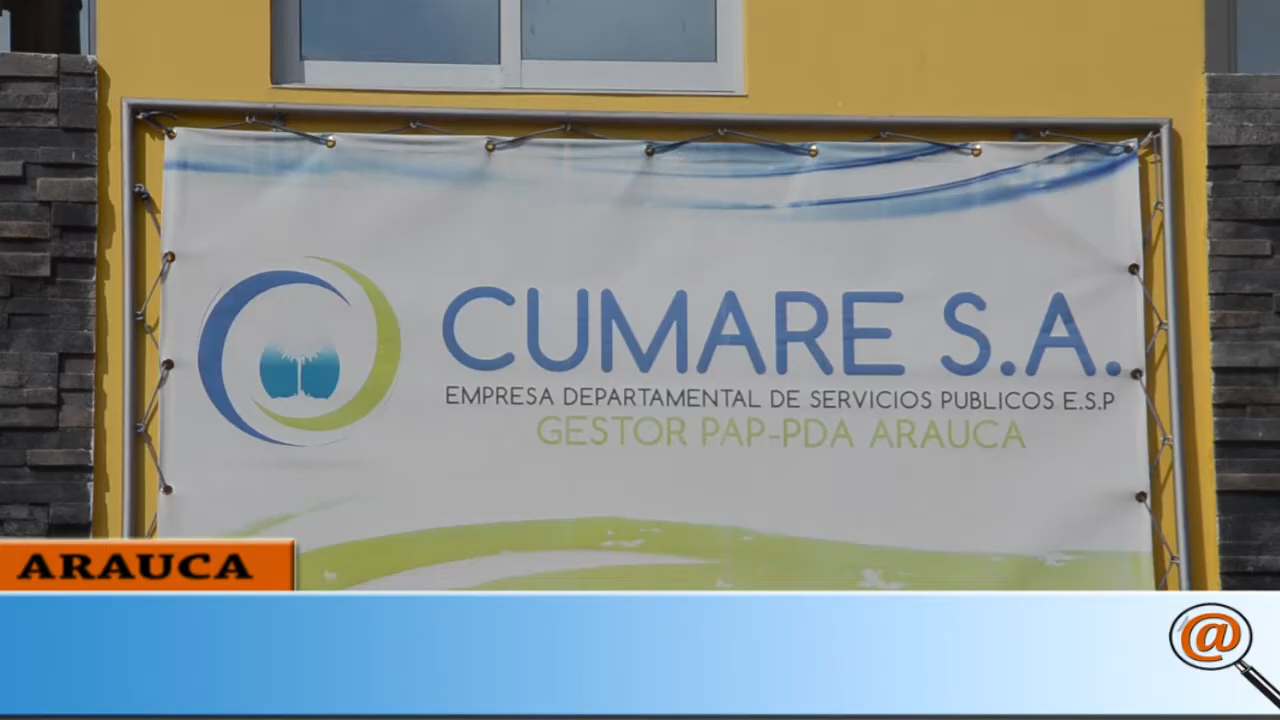 CUMARE S.A.
EMPRESA DEPARTAMENTAL DE SERVICIOS PUBLICOS E.S.P
GESTOR PAP-PDA ARAUCA
ARAUCA
@